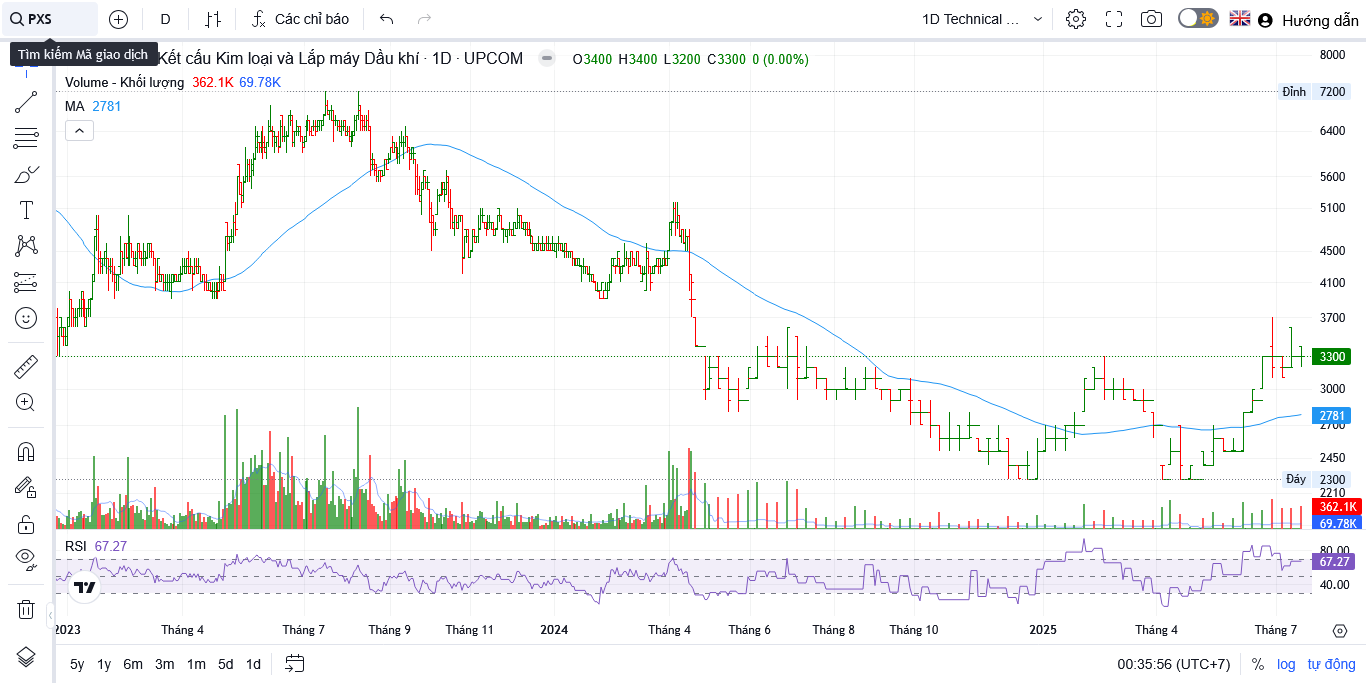 PXS
D
Các chỉ báo
1D Technical ...
Hướng dẫn
Tìm kiếm Mã giao dịch
Kết cấu Kim loại và Lắp máy Dầu khí · 1D · UPCOM
O3400 H3400 L3200 C3300 0 (0.00%)
Volume - Khối lượng 362.1K 69.78K
MA 2781
8000
Đỉnh 7200
6400
5600
5100
4500
4100
3700
3300
3000
2781
2700
2450
Đáy 2300
2210
362.1K
69.78K
RSI 67.27
80.00
67.27
40.00
2023 Tháng 4 Tháng 7 Tháng 9 Tháng 11 2024 Tháng 4 Tháng 6 Tháng 8 Tháng 10 2025 Tháng 4 Tháng 7
5y 1y 6m 3m 1m 5d 1d
00:35:56 (UTC+7) % log tự động